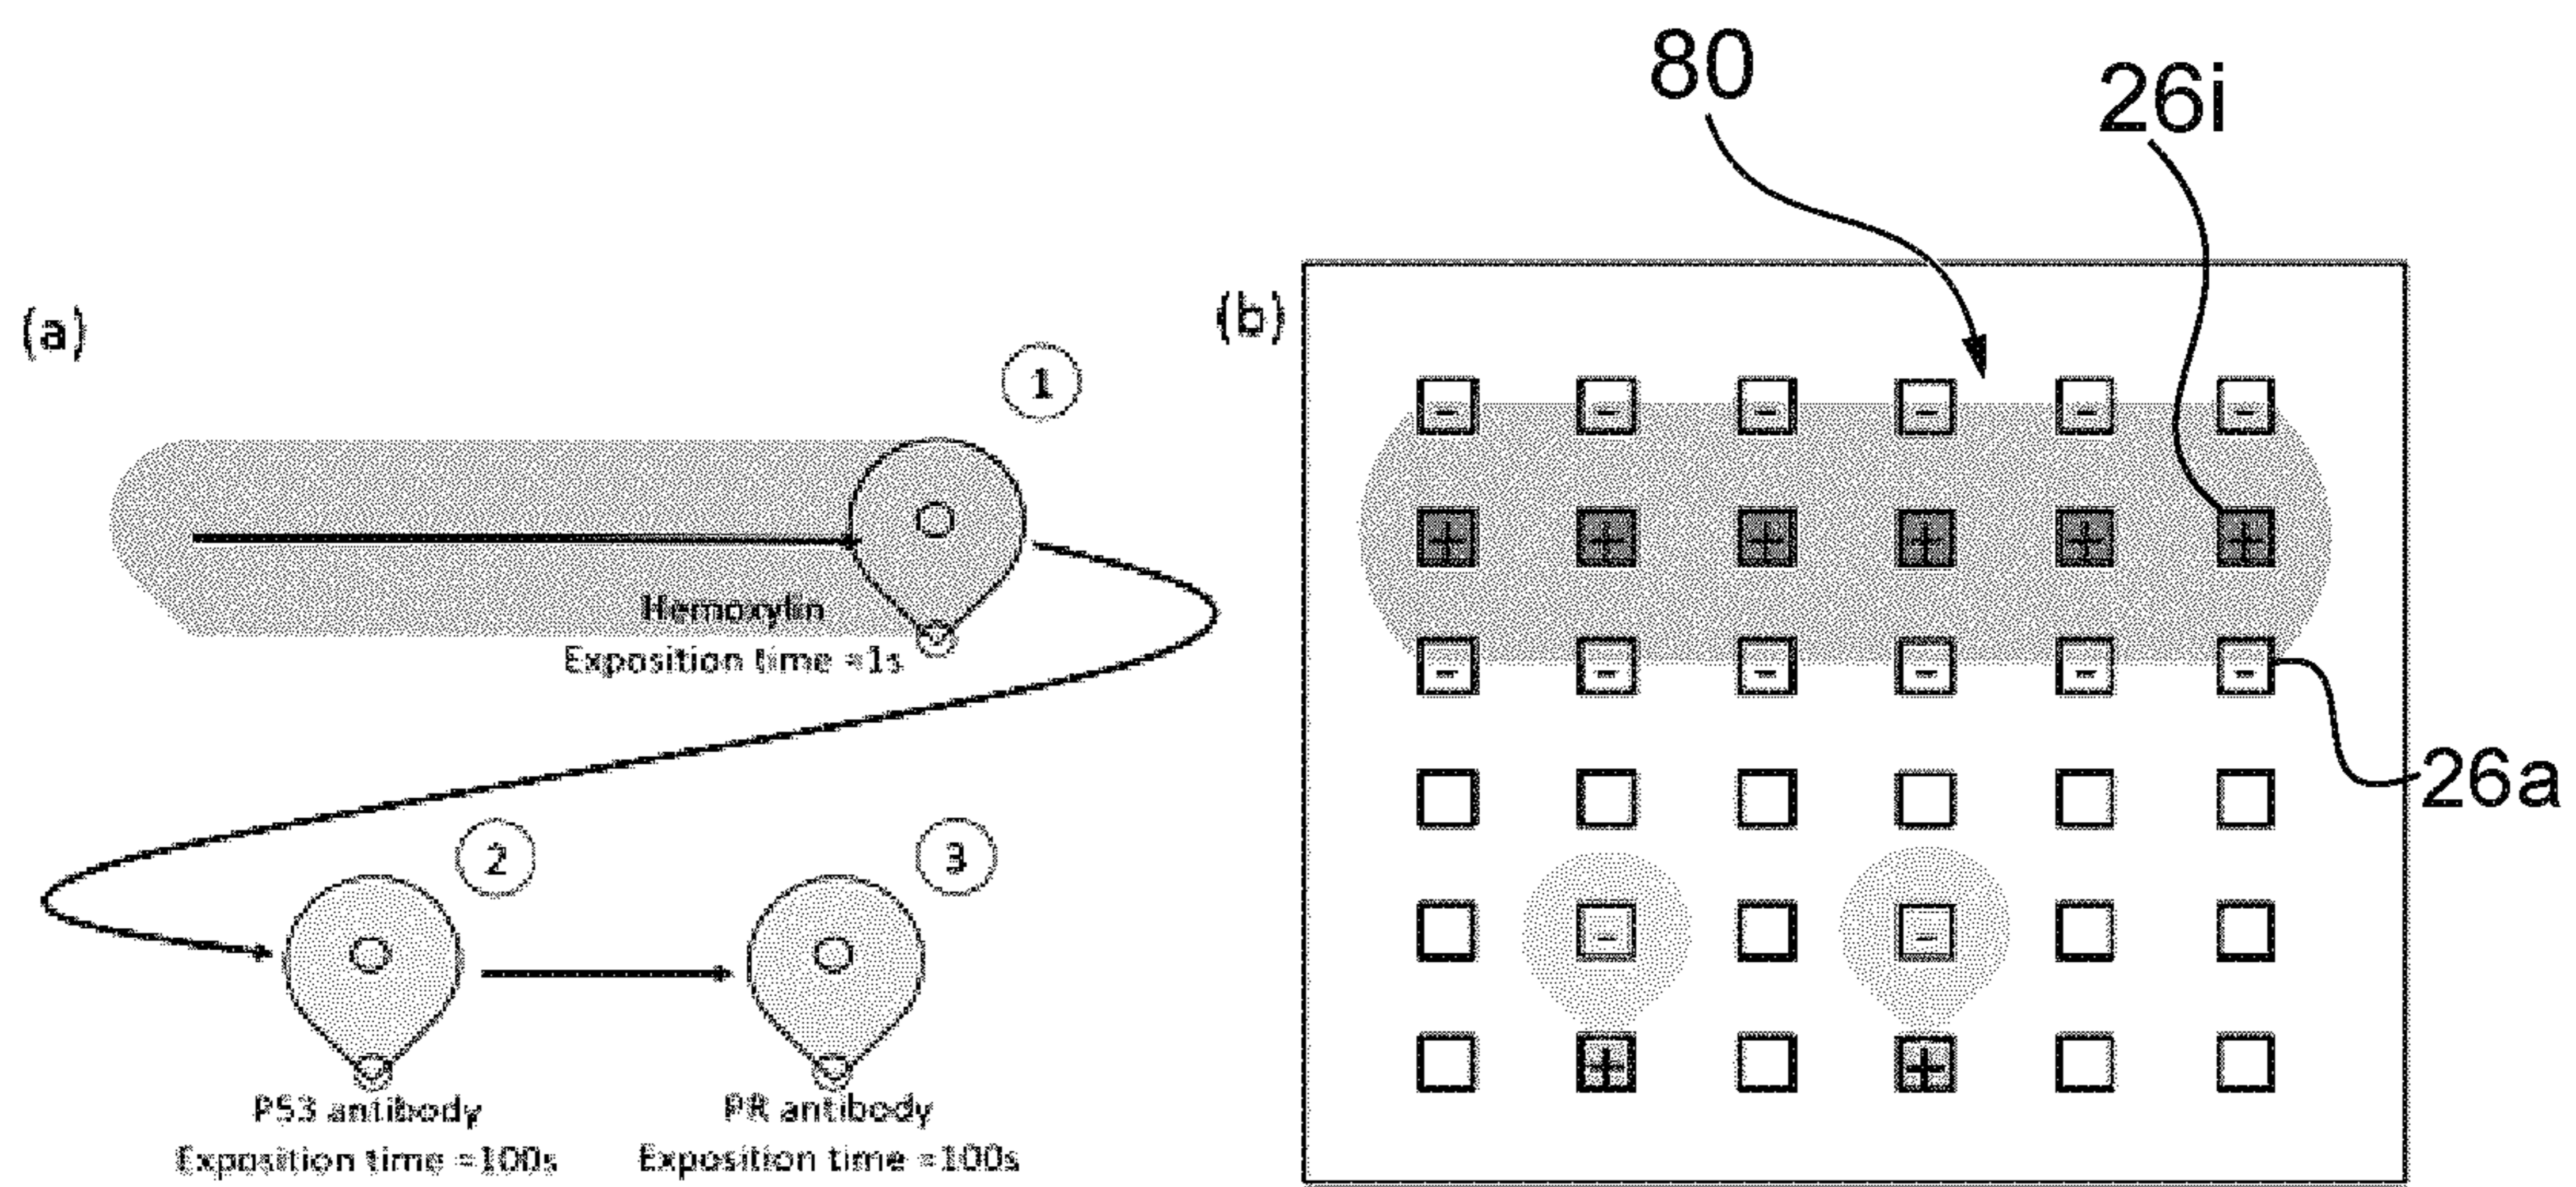 80
26i
(a)
(b)
1
- - - - - -
+ + + + + +
Hemoxylin
Exposition time ≈1s
- - - - - -
26a
2
3
- -
+ +
P53 antibody
PR antibody
Exposition time ≈100s
Exposition time ≈100s